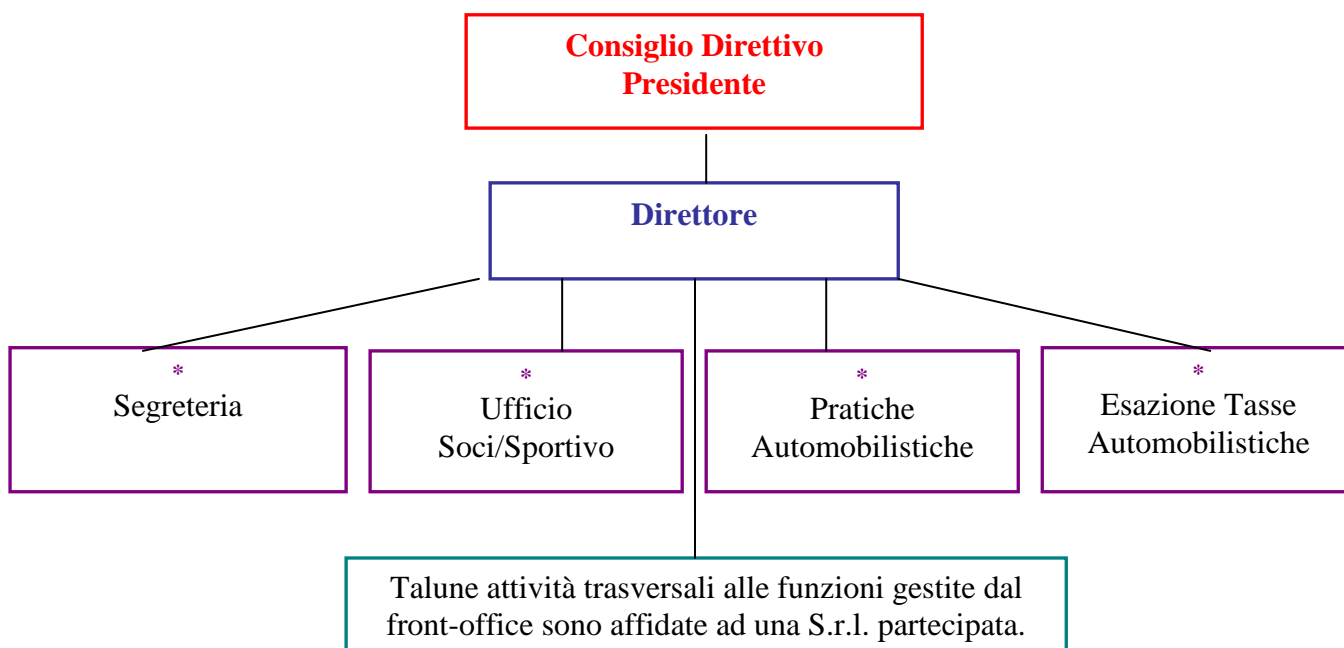 Consiglio Direttivo
Presidente
Direttore
*
Segreteria
*
Ufficio
Soci/Sportivo
*
Pratiche
Automobilistiche
*
Esazione Tasse
Automobilistiche
Talune attività trasversali alle funzioni gestite dal
front-office sono affidate ad una S.r.l. partecipata.